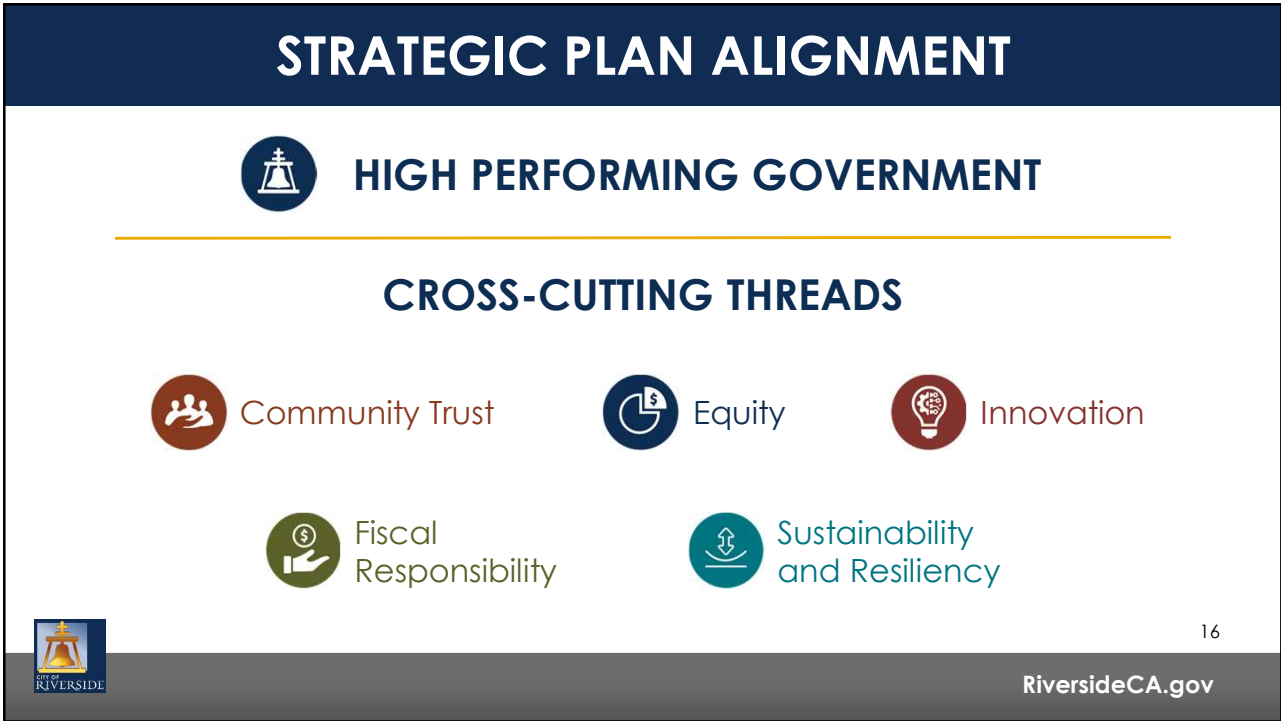 STRATEGIC PLAN ALIGNMENT
HIGH PERFORMING GOVERNMENT
CROSS-CUTTING THREADS
Community Trust
$
Equity
Innovation
$
Fiscal
Responsibility
Sustainability
and Resiliency
16
CITY OF
RIVERSIDE
RiversideCA.gov